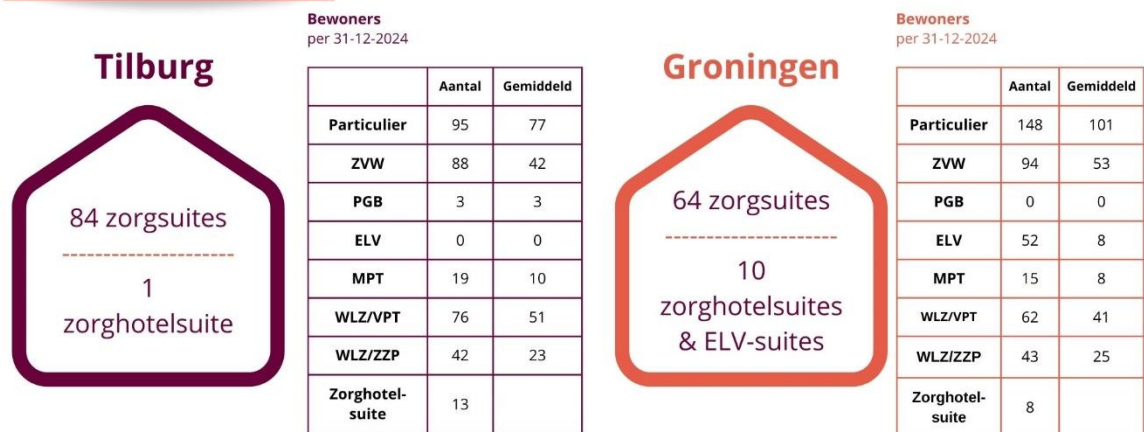 Tilburg
84 zorgsuites
1
zorghotelsuite
Bewoners
per 31-12-2024
Aantal Gemiddeld
Particulier 95 77
ZVW 88 42
PGB 3 3
ELV 0 0
MPT 19 10
WLZ/VPT 76 51
WLZ/ZZP 42 23
Zorghotel-
suite 13
Groningen
64 zorgsuites
10
zorghotelsuites
& ELV-suites
Bewoners
per 31-12-2024
Aantal Gemiddeld
Particulier 148 101
ZVW 94 53
PGB 0 0
ELV 52 8
MPT 15 8
WLZ/VPT 62 41
WLZ/ZZP 43 25
Zorghotel-
suite 8